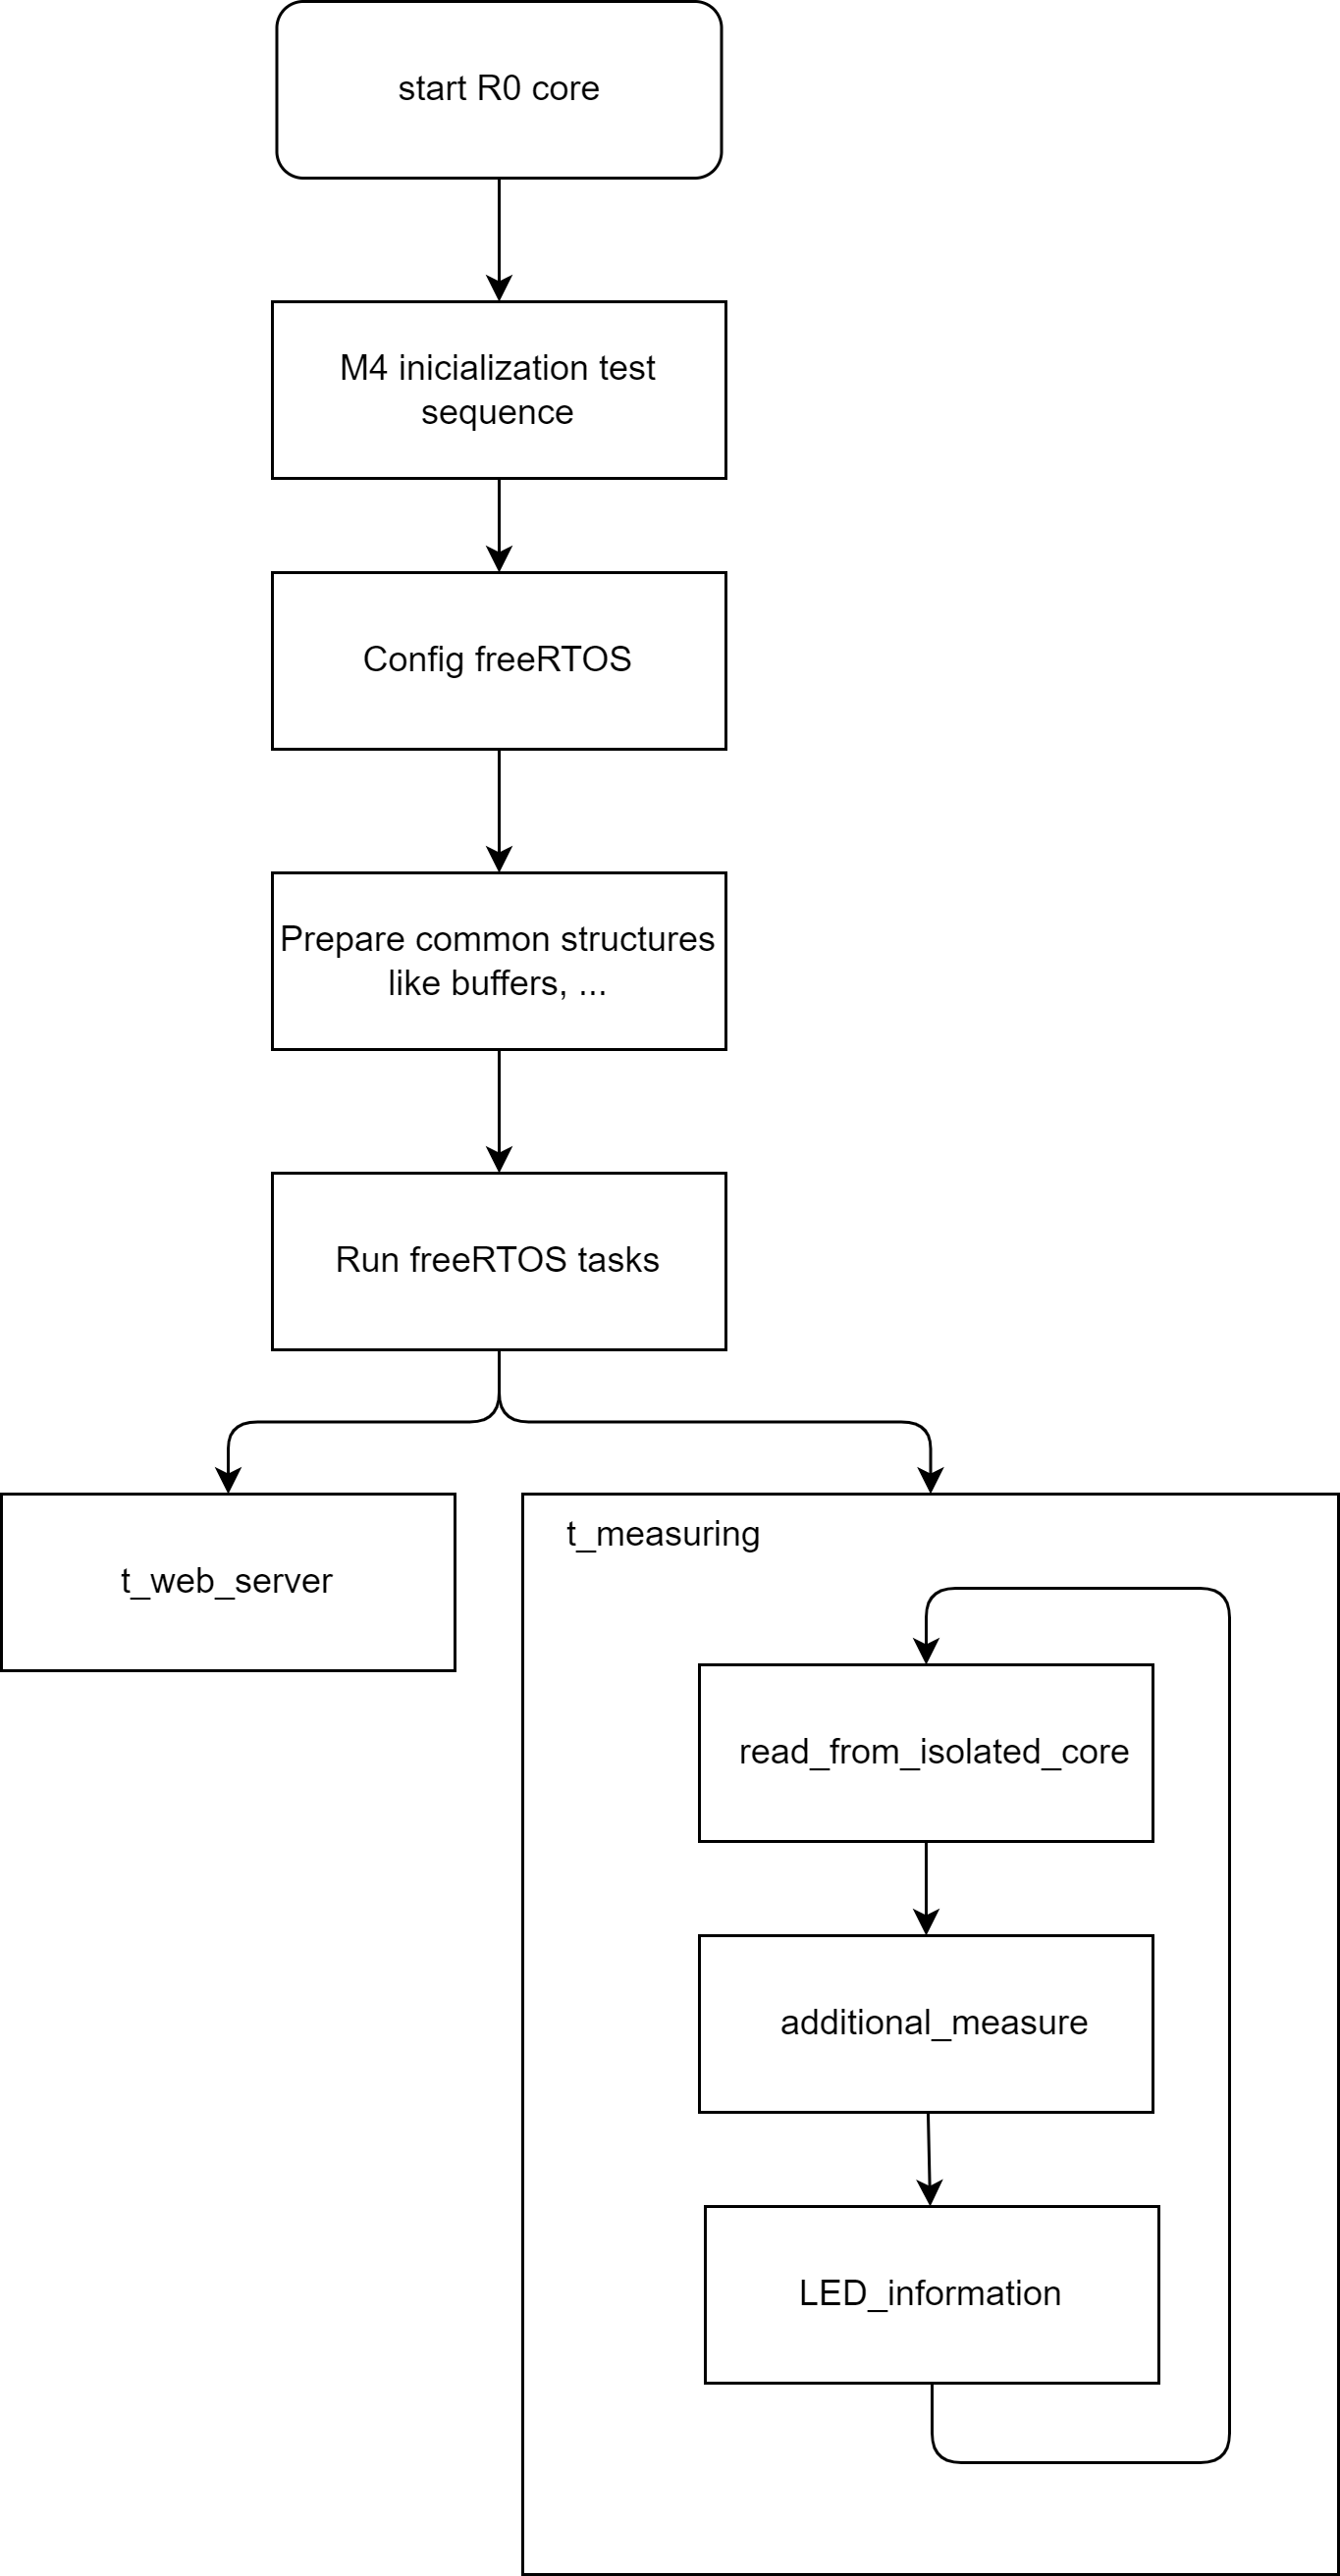 start R0 core
M4 inicialization test
sequence
Config freeRTOS
Prepare common structures
like buffers, ...
Run freeRTOS tasks
t_web_server
t_measuring
read_from_isolated_core
additional_measure
LED_information